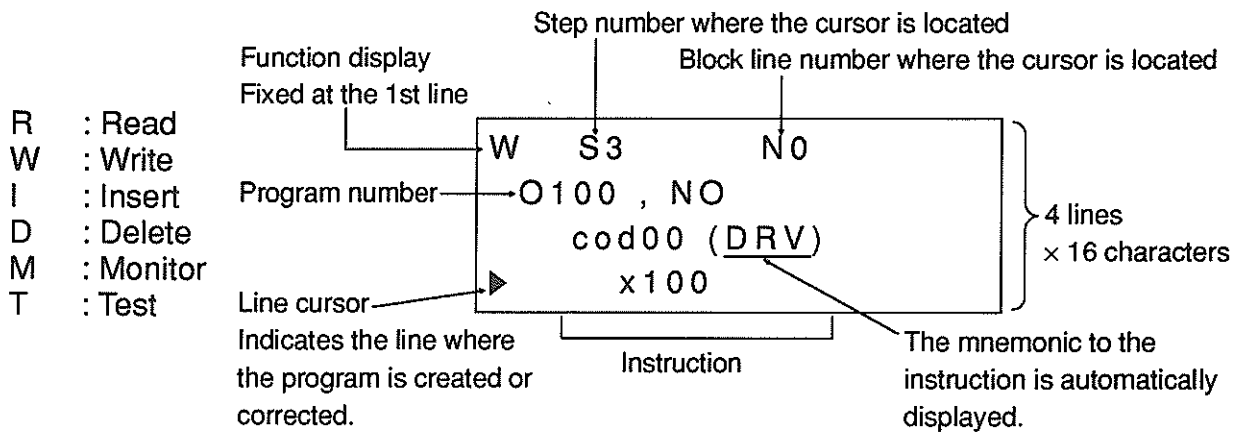 Step number where the cursor is located
Function display
Block line number where the cursor is located
Fixed at the 1st line
R : Read
W : Write
I : Insert
D : Delete
M : Monitor
T : Test
W S3 N0
Program number
O100 , NO
cod00 (DRV)
x100
4 lines
× 16 characters
Line cursor
Indicates the line where
the program is created or
corrected.
Instruction
The mnemonic to the
instruction is automatically
displayed.